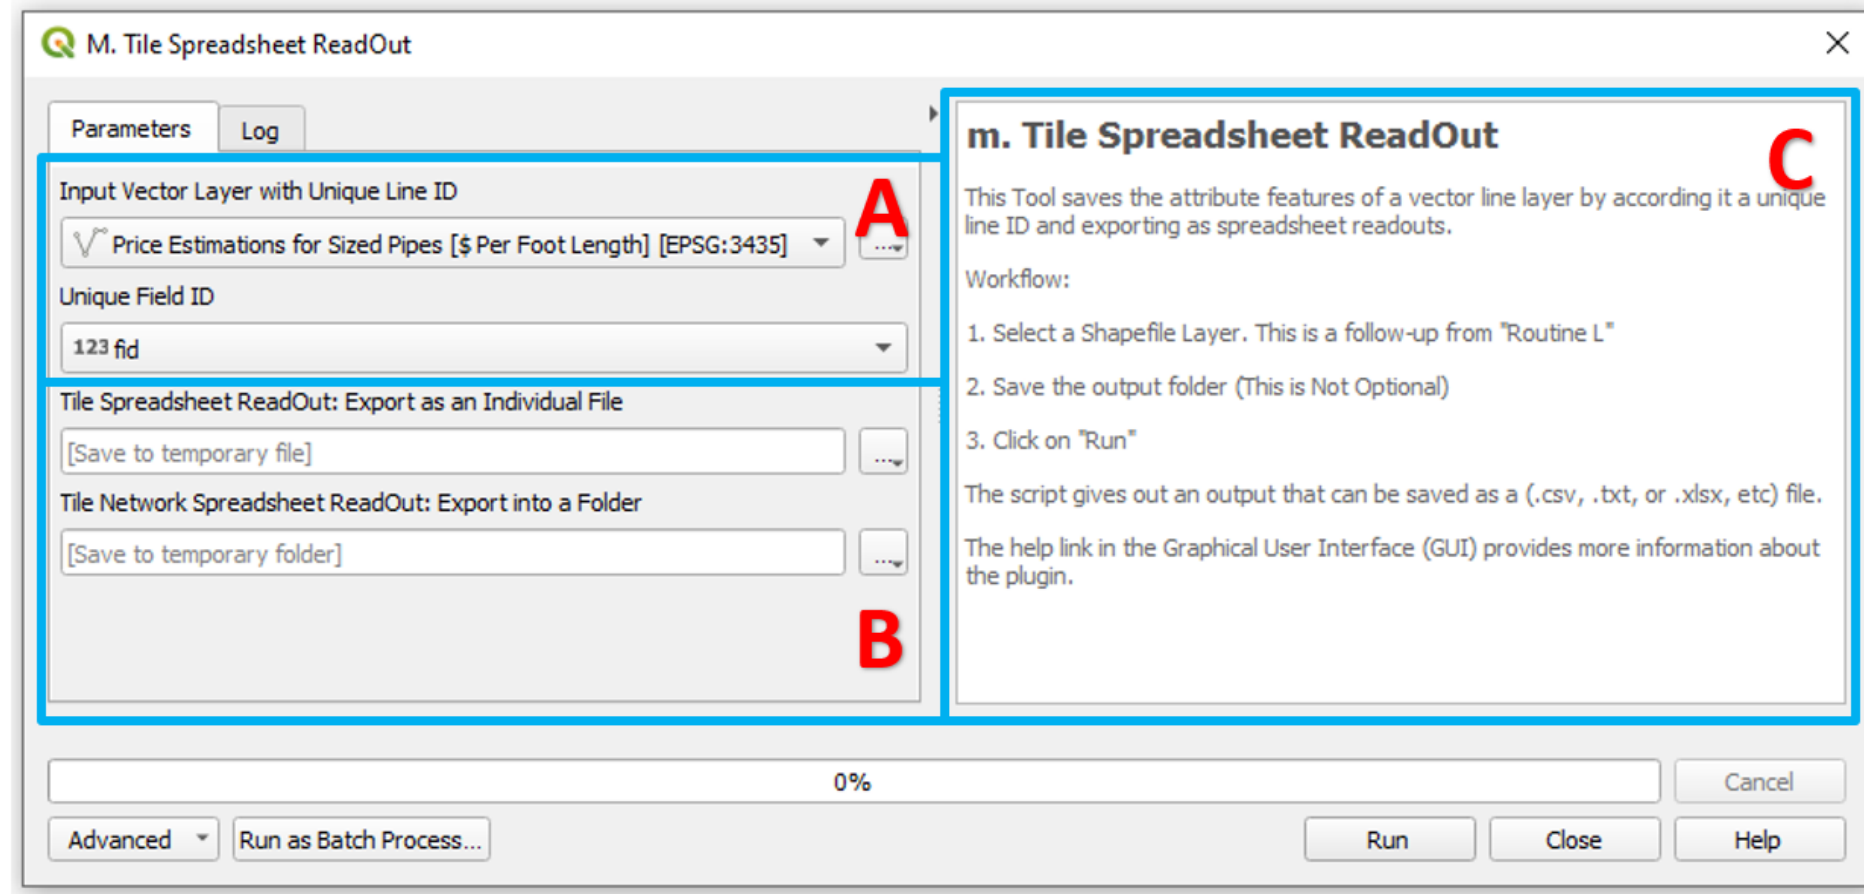 M. Tile Spreadsheet ReadOut
Parameters
Log
Input Vector Layer with Unique Line ID
A
Price Estimations for Sized Pipes [$ Per Foot Length] [EPSG:3435]
...
Unique Field ID
123 fid
Tile Spreadsheet ReadOut: Export as an Individual File
[Save to temporary file]
...
Tile Network Spreadsheet ReadOut: Export into a Folder
[Save to temporary folder]
...
B
m. Tile Spreadsheet ReadOut
C
This Tool saves the attribute features of a vector line layer by according it a unique
line ID and exporting as spreadsheet readouts.
Workflow:
1. Select a Shapefile Layer. This is a follow-up from "Routine L"
2. Save the output folder (This is Not Optional)
3. Click on "Run"
The script gives out an output that can be saved as a (.csv, .txt, or .xlsx, etc) file.
The help link in the Graphical User Interface (GUI) provides more information about
the plugin.
0%
Cancel
Advanced
Run as Batch Process...
Run
Close
Help